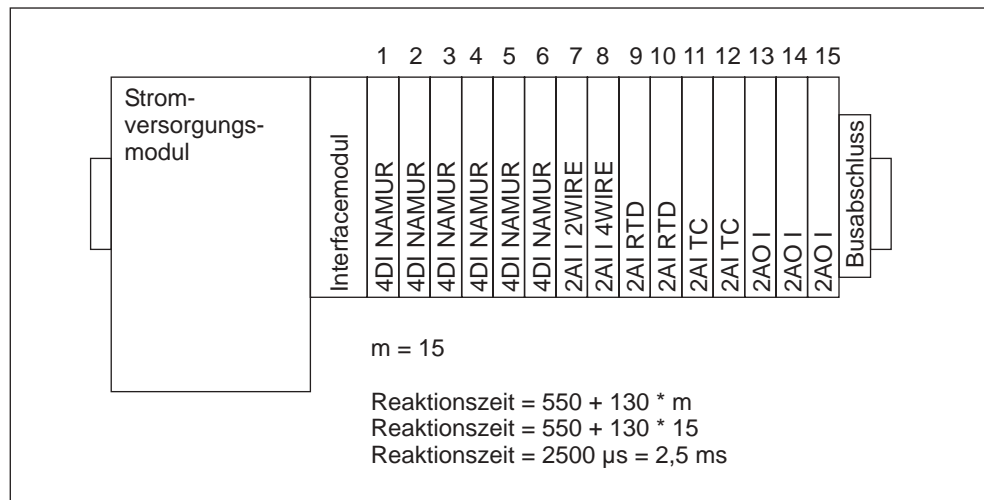 1 2 3 4 5 6 7 8 9 10 11 12 13 14 15
Strom-
versorgungs-
modul
Interfacemodul
4DI NAMUR
4DI NAMUR
4DI NAMUR
4DI NAMUR
4DI NAMUR
4DI NAMUR
2AI I 2WIRE
2AI I 4WIRE
2AI RTD
2AI RTD
2AI TC
2AI TC
2AO I
2AO I
2AO I
Busabschluss
m = 15
Reaktionszeit = 550 + 130 * m
Reaktionszeit = 550 + 130 * 15
Reaktionszeit = 2500 µs = 2,5 ms